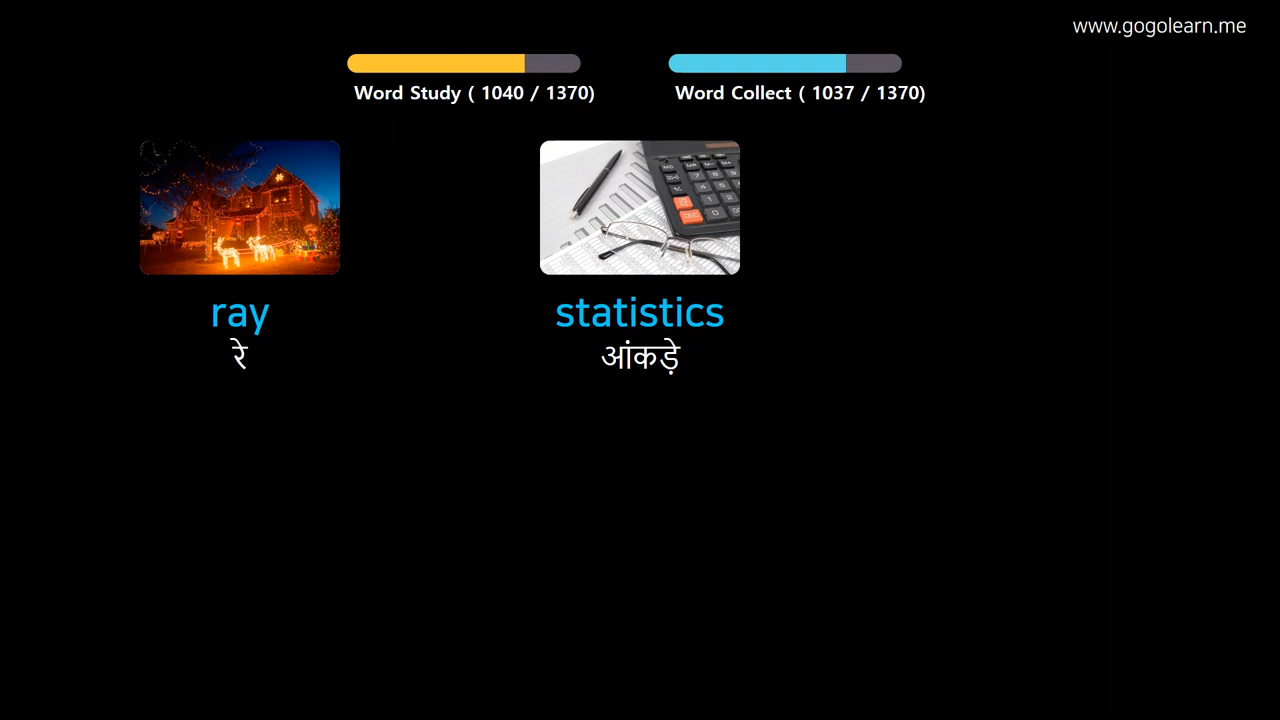 www.gogolearn.me
Word Study ( 1040 / 1370)
Word Collect ( 1037 / 1370)
ray
रे
statistics
आंकड़े